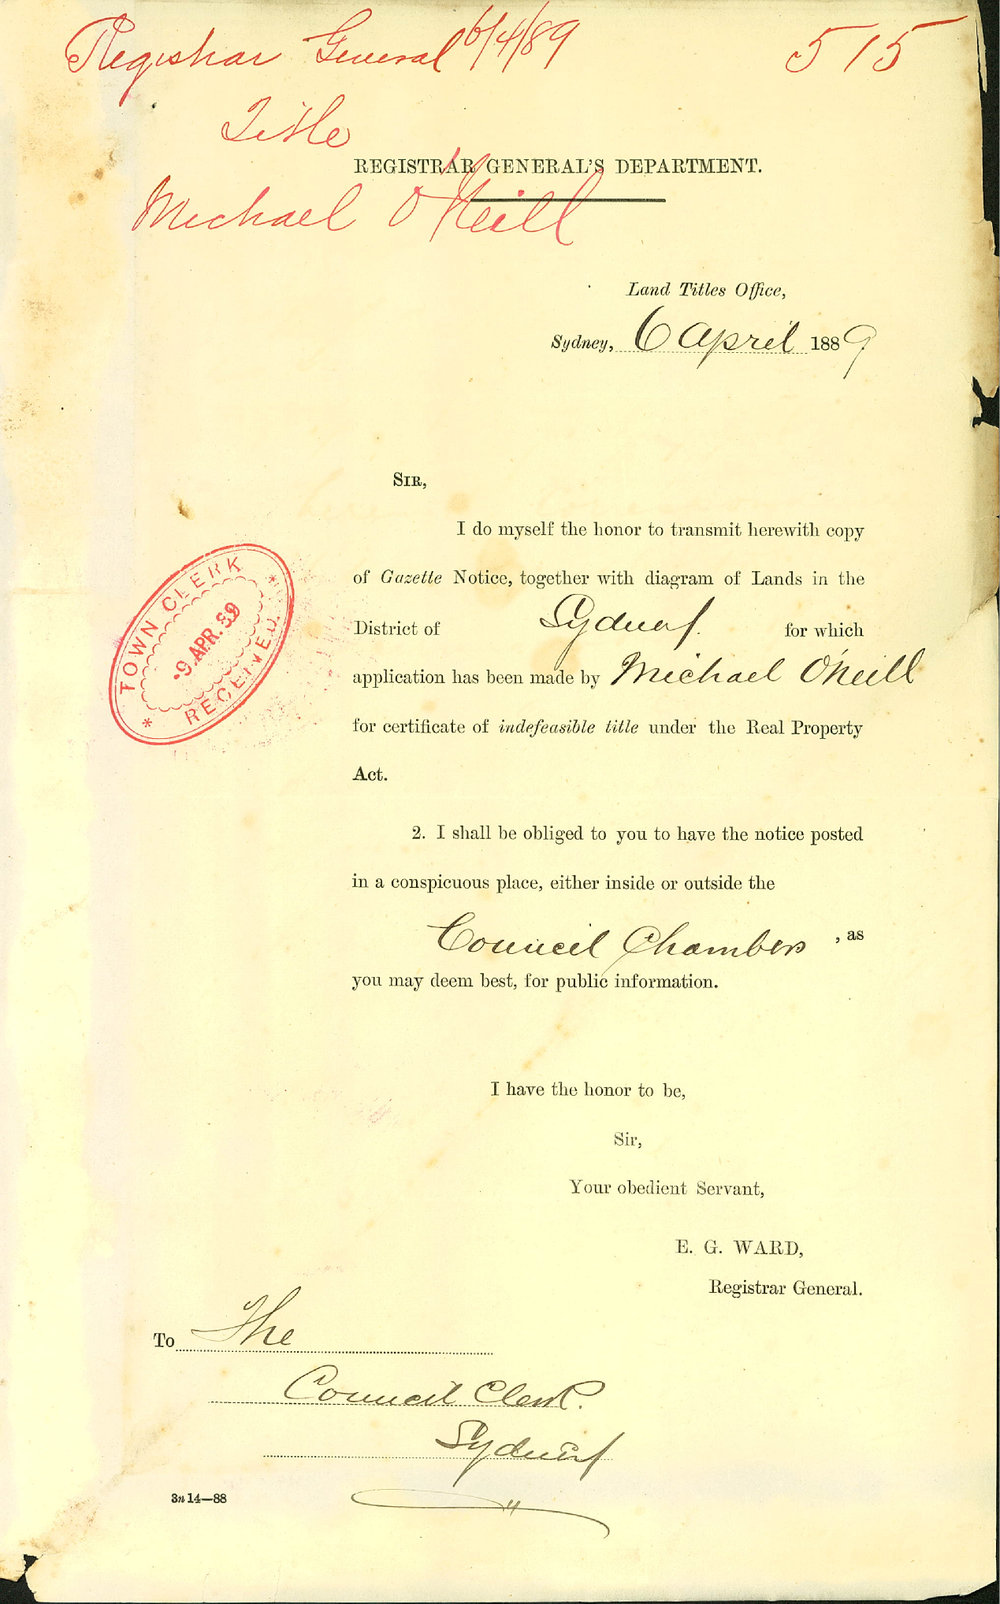 Registrar General 6/4/89 515
Title
REGISTRAR GENERAL'S DEPARTMENT.
Michael O'Neill
Land Titles Office,
Sydney, 6 April 1889
SIR,
I do myself the honor to transmit herewith copy
of Gazette Notice, together with diagram of Lands in the
District of Sydney. for which
application has been made by Michael O'Neill
for certificate of indefeasible title under the Real Property
Act.
TOWN CLERK
9 APR. 89
* RECEIVED. *
2. I shall be obliged to you to have the notice posted
in a conspicuous place, either inside or outside the
Council Chambers , as
you may deem best, for public information.
I have the honor to be,
Sir,
Your obedient Servant,
E. G. WARD,
Registrar General.
To The
Council Clerk.
Sydney
3n 14—88